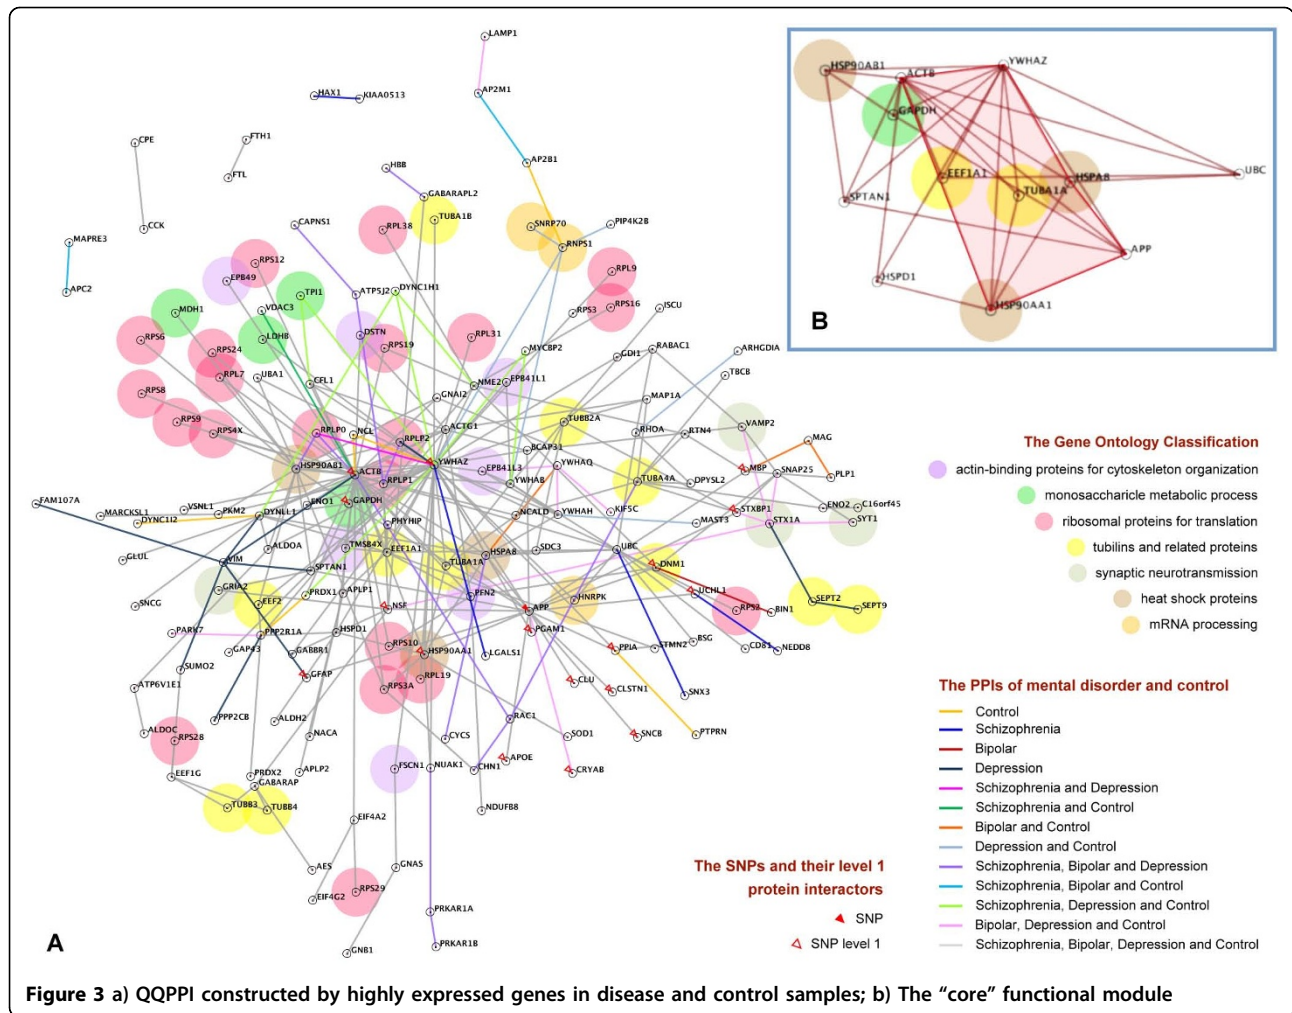 LAMP1
HAX1
KIAA0513
AP2M1
CPE
FTH1
FTL
HBB
AP2B1
GABARAPL2
CCK
CAPNS1
RPL38
TUBA1B
SNRP70
PIP4K2B
RNPS1
MAPRE3
APC2
RPS12
EPB49
RPL9
TPI1
ATP5J2
DYNC1H1
MDH1
VDAC3
RPS3
RPS16
ISCU
RPS6
LDHB
DSTN
RPL31
RPS24
RPS19
MYCBP2
GDI1
RABAC1
ARHGDIA
RPL7
UBA1
CFL1
NME2
EPB41L1
TBCB
RPS8
GNAI2
MAP1A
RPS9
RPS4X
RPLP0
NCL
RPLP2
ACTG1
TUBB2A
RHOA
RTN4
VAMP2
MAG
BCAP31
HSP90AB1
ACTB
YWHAZ
EPB41L3
YWHAQ
MBP
SNAP25
PLP1
RPLP1
YWHAB
TUBA4A
DPYSL2
FAM107A
MARCKSL1
VSNL1
PKM2
ENO1
GAPDH
DYNC1I2
DYNLL1
PHYHIP
NCALD
YWHAH
KIF5C
MAST3
STXBP1
STX1A
ENO2
C16orf45
SYT1
GLUL
VIM
ALDOA
TMSB4X
EEF1A1
TUBA1A
HSPA8
SDC3
UBC
DNM1
SPTAN1
GRIA2
EEF2
PRDX1
APLP1
NSF
PFN2
APP
HNRPK
UCHL1
RPS2
BIN1
SEPT2
SEPT9
SNCG
PARK7
PPP2R1A
HSPD1
PGAM1
GAP43
GABBR1
RPS10
HSP90AA1
LGALS1
PPIA
STMN2
BSG
CD81
NEDD8
SUMO2
GFAP
RPL19
RPS3A
CLU
CLSTN1
SNX3
ATP6V1E1
PPP2CB
ALDH2
NACA
RAC1
ALDOC
RPS28
CYCS
SOD1
SNCB
PTPRN
APOE
CRYAB
EEF1G
PRDX2
GABARAP
APLP2
FSCN1
NUAK1
CHN1
TUBB3
TUBB4
NDUFB8
EIF4A2
AES
GNAS
EIF4G2
RPS29
PRKAR1A
PRKAR1B
GNB1
A
HSP90AB1
ACTB
YWHAZ
GAPDH
EEF1A1
TUBA1A
HSPA8
UBC
SPTAN1
APP
HSPD1
HSP90AA1
B
The Gene Ontology Classification
actin-binding proteins for cytoskeleton organization
monosaccharicle metabolic process
ribosomal proteins for translation
tubilins and related proteins
synaptic neurotransmission
heat shock proteins
mRNA processing
The PPIs of mental disorder and control
Control
Schizophrenia
Bipolar
Depression
Schizophrenia and Depression
Schizophrenia and Control
Bipolar and Control
Depression and Control
Schizophrenia, Bipolar and Depression
Schizophrenia, Bipolar and Control
Schizophrenia, Depression and Control
Bipolar, Depression and Control
Schizophrenia, Bipolar, Depression and Control
The SNPs and their level 1
protein interactors
SNP
SNP level 1
Figure 3 a) QQPPI constructed by highly expressed genes in disease and control samples; b) The “core” functional module